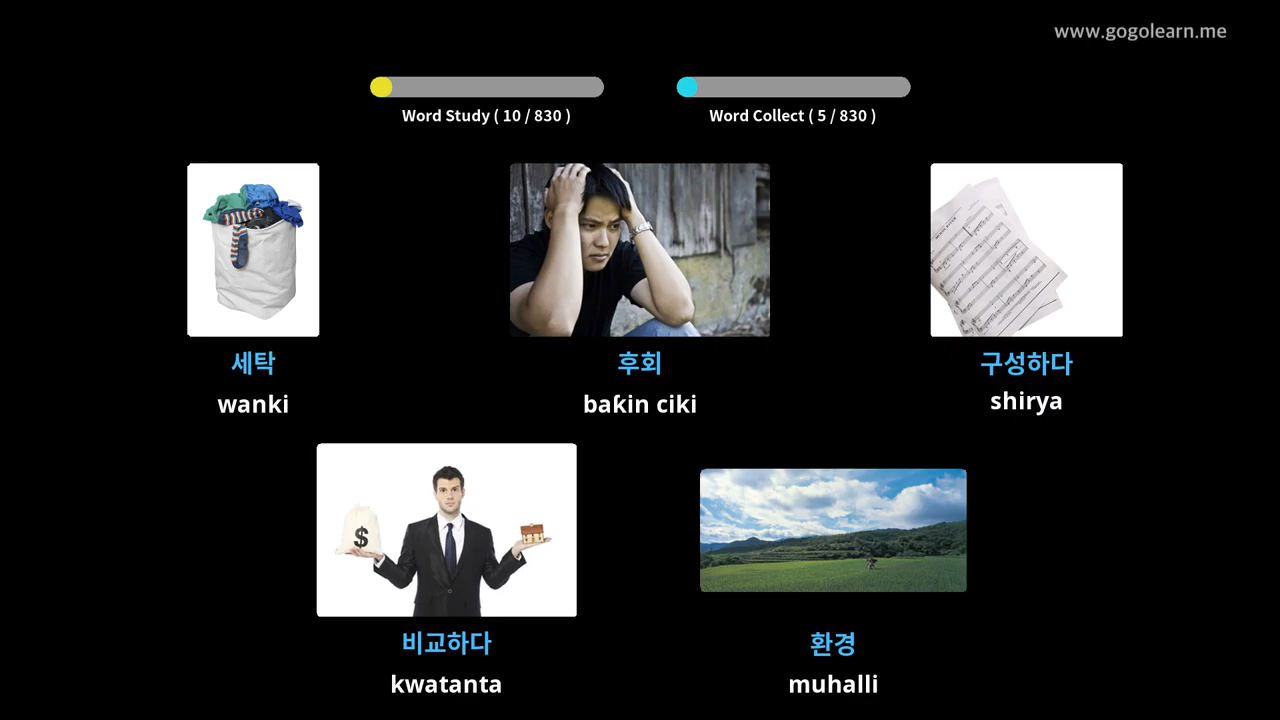 www.gogolearn.me
Word Study ( 10 / 830 )
Word Collect ( 5 / 830 )
세탁
wanki
후회
baƙin ciki
구성하다
shirya
$
비교하다
kwatanta
환경
muhalli